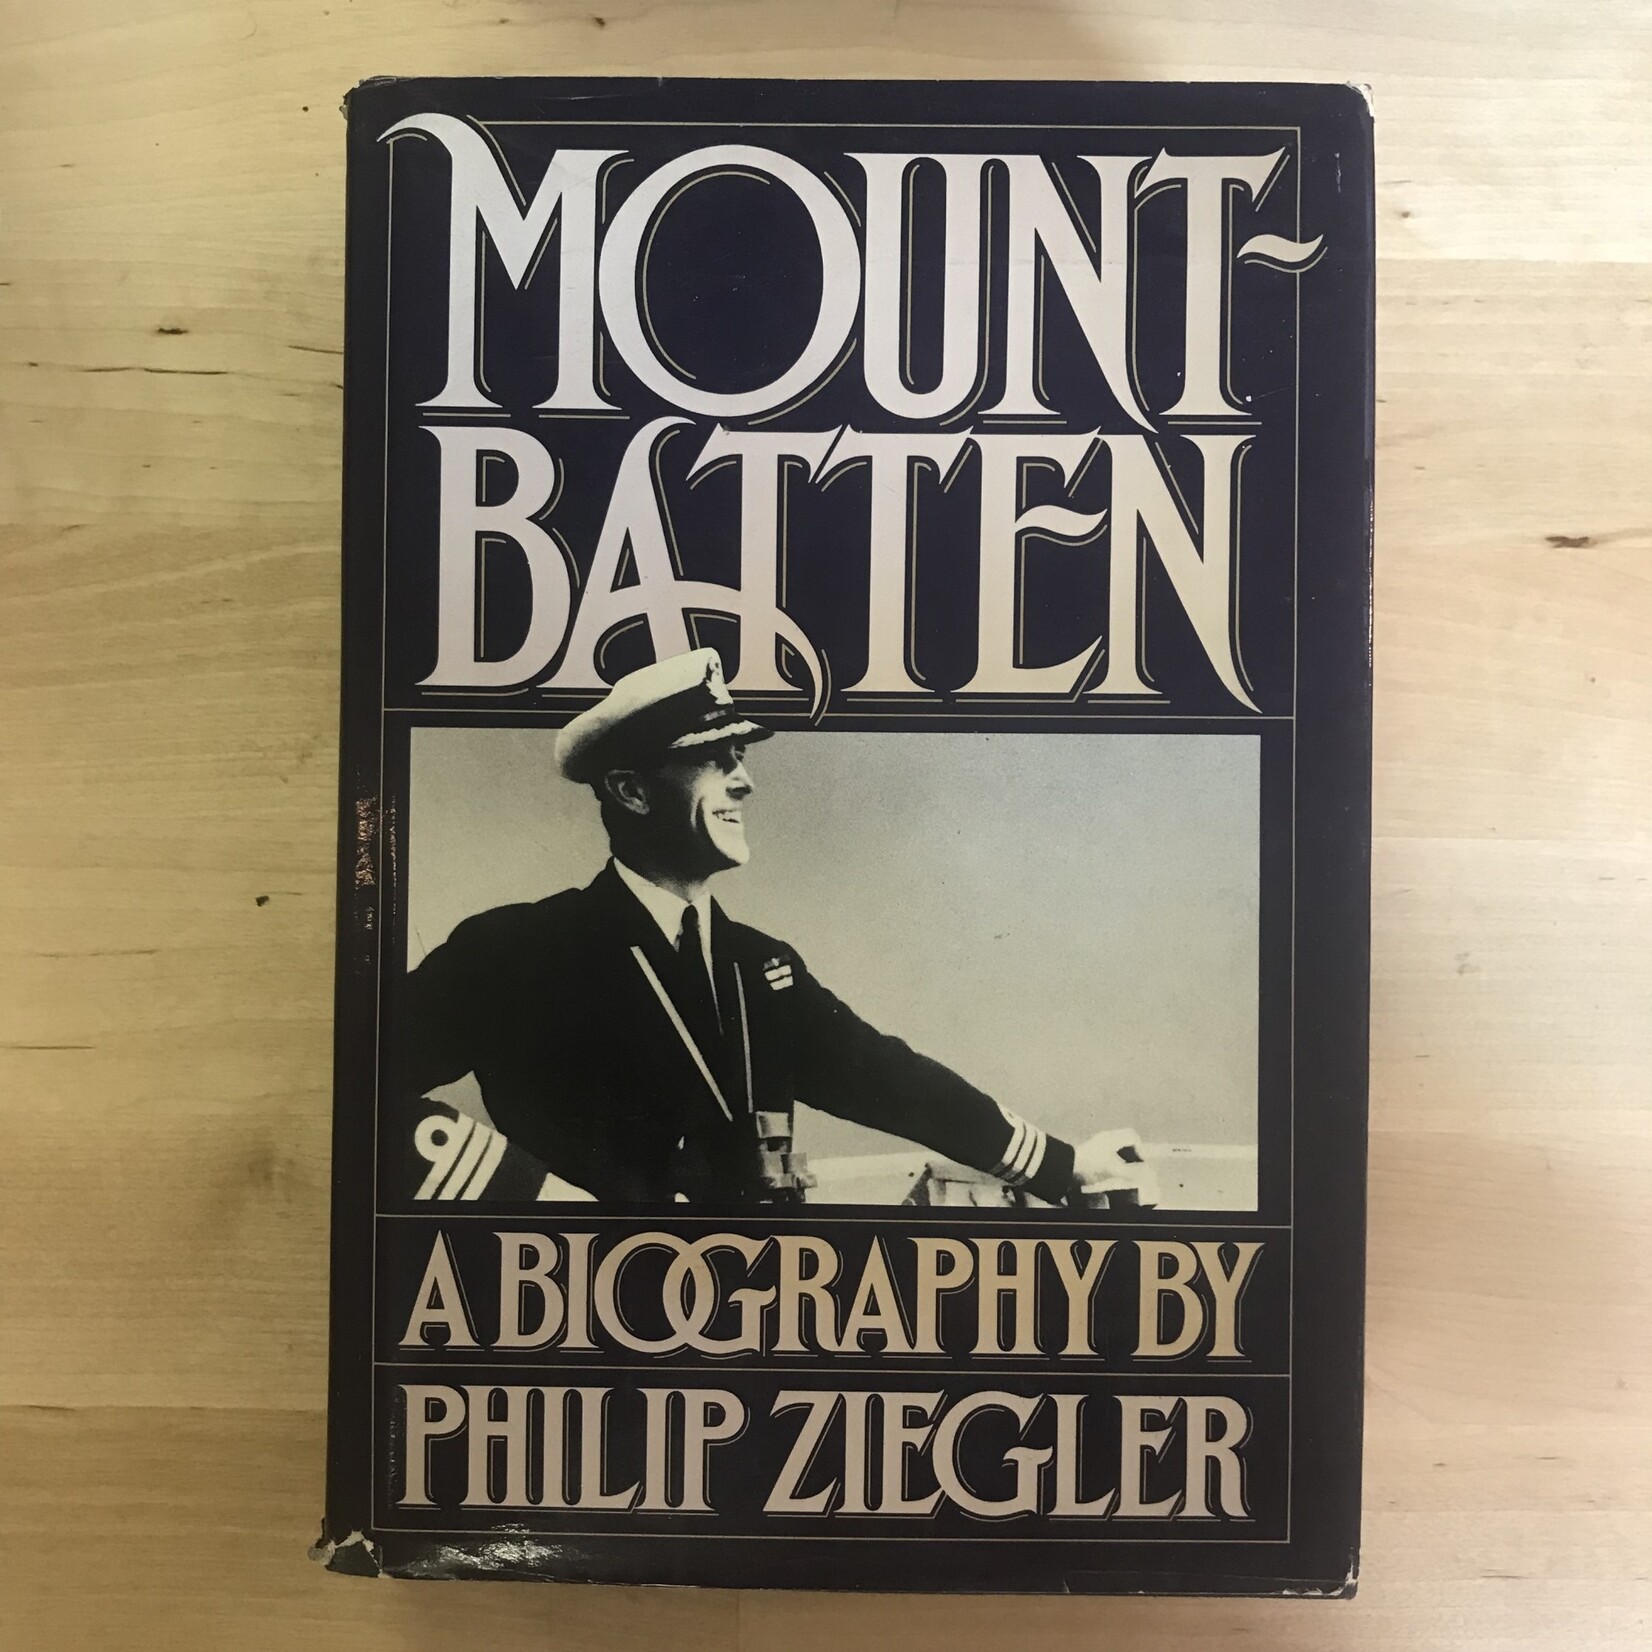 MOUNT-
BATTEN
A BIOGRAPHY BY
PHILIP ZIEGLER